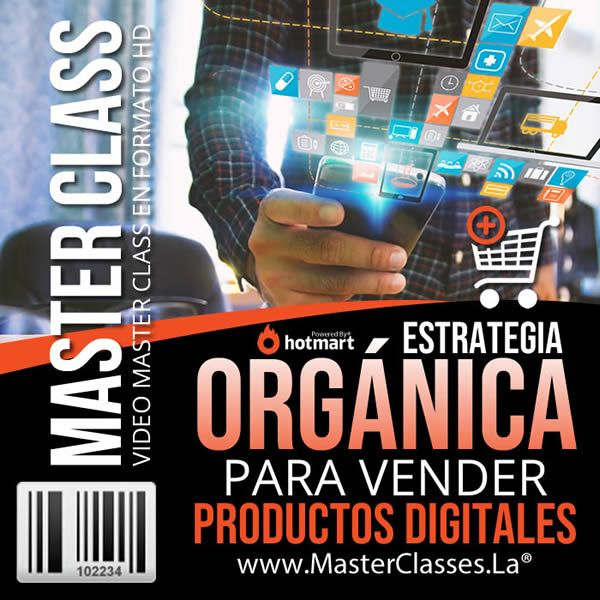 MASTER CLASS
VIDEO MASTER CLASS EN FORMATO HD
Powered By®
hotmart
ESTRATEGIA
ORGÁNICA
PARA VENDER
PRODUCTOS DIGITALES
www.MasterClasses.La®
102234